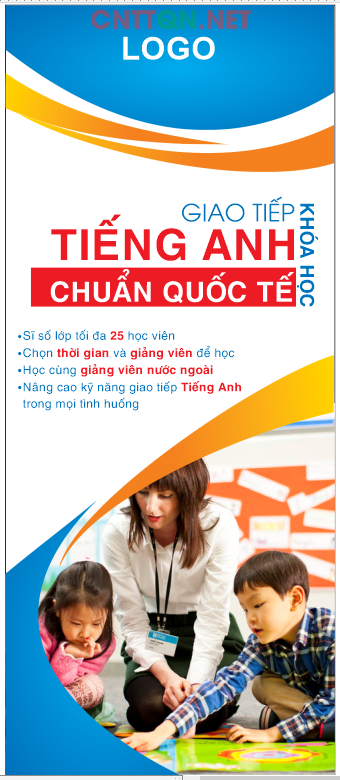 CNTTQN.NET
LOGO
GIAO TIẾP
KHÓA HỌC
TIẾNG ANH
CHUẨN QUỐC TẾ
•Sĩ số lớp tối đa 25 học viên
•Chọn thời gian và giảng viên để học
•Học cùng giảng viên nước ngoài
•Nâng cao kỹ năng giao tiếp Tiếng Anh
trong mọi tình huống